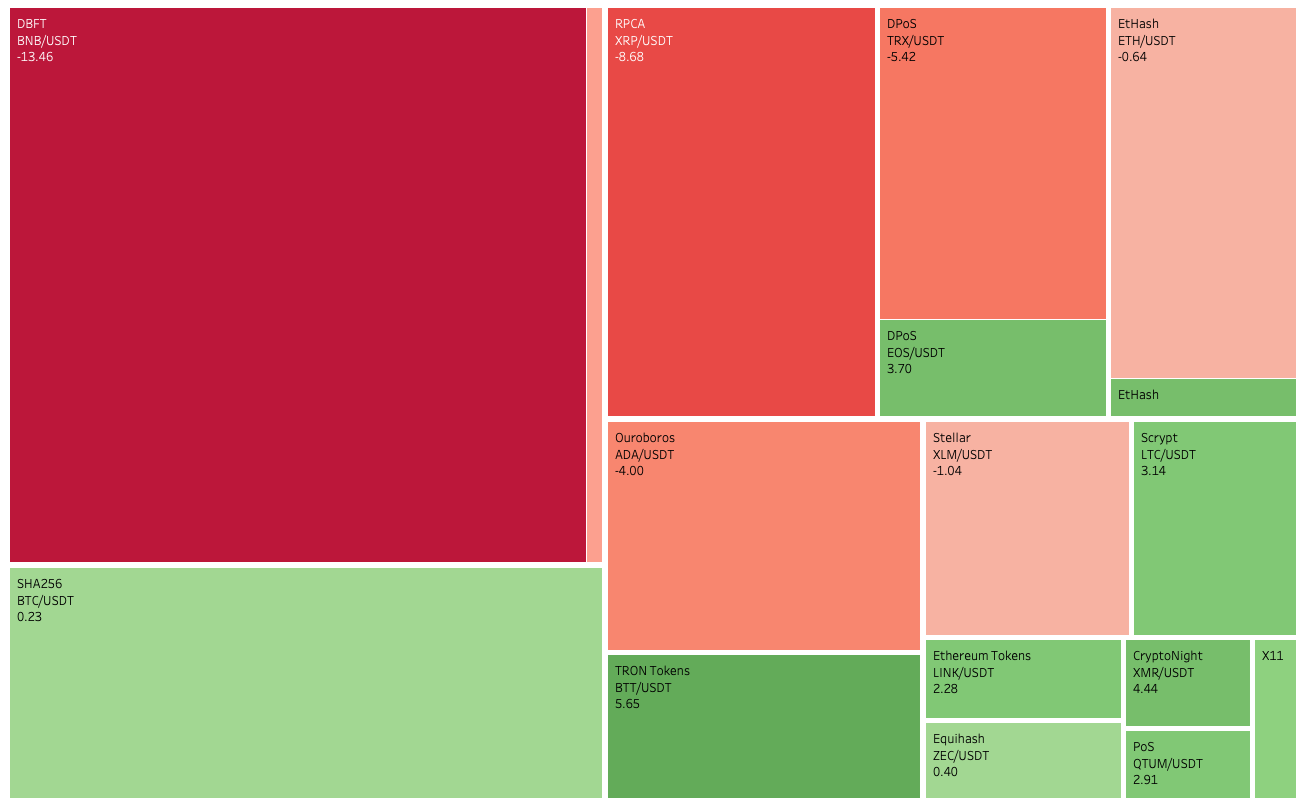 DBFT
BNB/USDT
-13.46
RPCA
XRP/USDT
-8.68
DPoS
TRX/USDT
-5.42
EtHash
ETH/USDT
-0.64
DPoS
EOS/USDT
3.70
EtHash
Ouroboros
ADA/USDT
-4.00
Stellar
XLM/USDT
-1.04
Scrypt
LTC/USDT
3.14
SHA256
BTC/USDT
0.23
TRON Tokens
BTT/USDT
5.65
Ethereum Tokens
LINK/USDT
2.28
CryptoNight
XMR/USDT
4.44
X11
Equihash
ZEC/USDT
0.40
PoS
QTUM/USDT
2.91